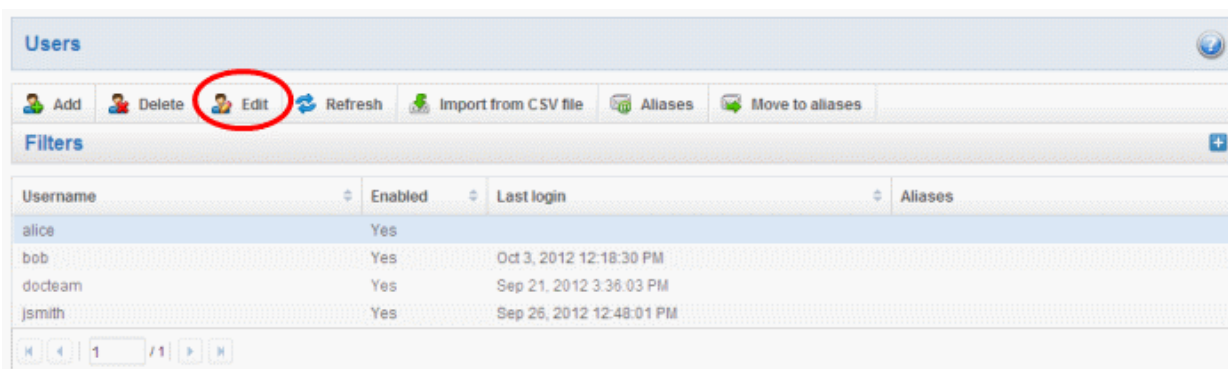 Users
Add Delete Edit Refresh Import from CSV file Aliases Move to aliases
Filters
Username Enabled Last login Aliases
alice Yes
bob Yes Oct 3, 2012 12:18:30 PM
docteam Yes Sep 21, 2012 3:36:03 PM
jsmith Yes Sep 26, 2012 12:48:01 PM
1 / 1